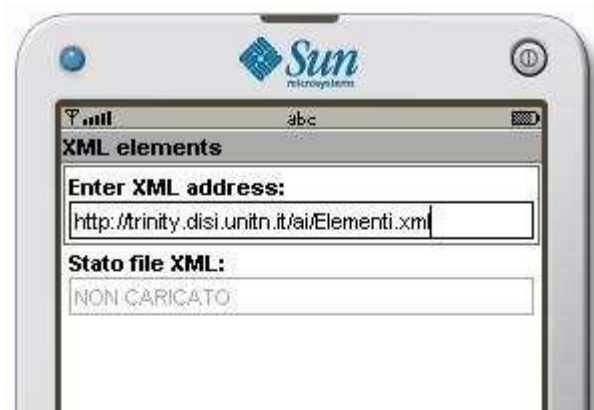 Sun
microsystems
abc
XML elements
Enter XML address:
http://trinity.disi.unitn.it/ai/Elementi.xml
Stato file XML:
NON CARICATO